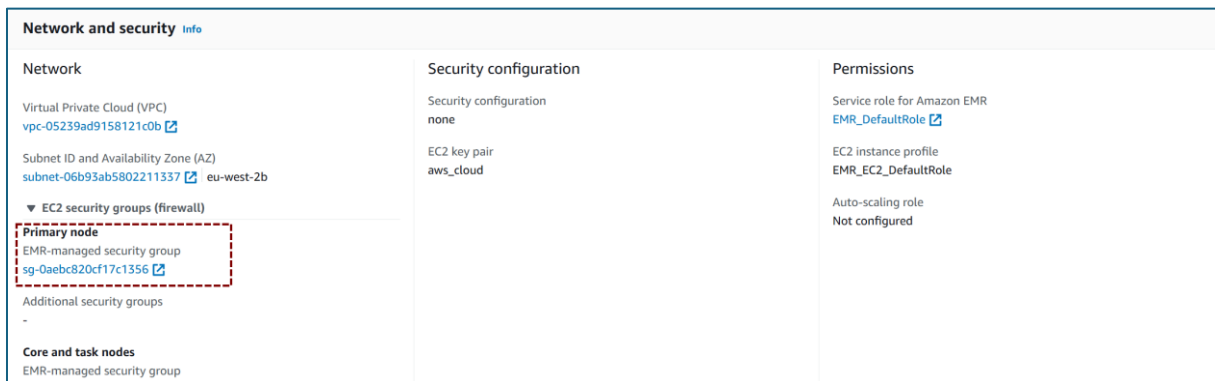 Network and security Info
Network
Virtual Private Cloud (VPC)
vpc-05239ad9158121c0b
Subnet ID and Availability Zone (AZ)
subnet-06b93ab5802211337 eu-west-2b
EC2 security groups (firewall)
Primary node
EMR-managed security group
sg-0aebc820cf17c1356
Additional security groups
-
Core and task nodes
EMR-managed security group
Security configuration
Security configuration
none
EC2 key pair
aws_cloud
Permissions
Service role for Amazon EMR
EMR_DefaultRole
EC2 instance profile
EMR_EC2_DefaultRole
Auto-scaling role
Not configured